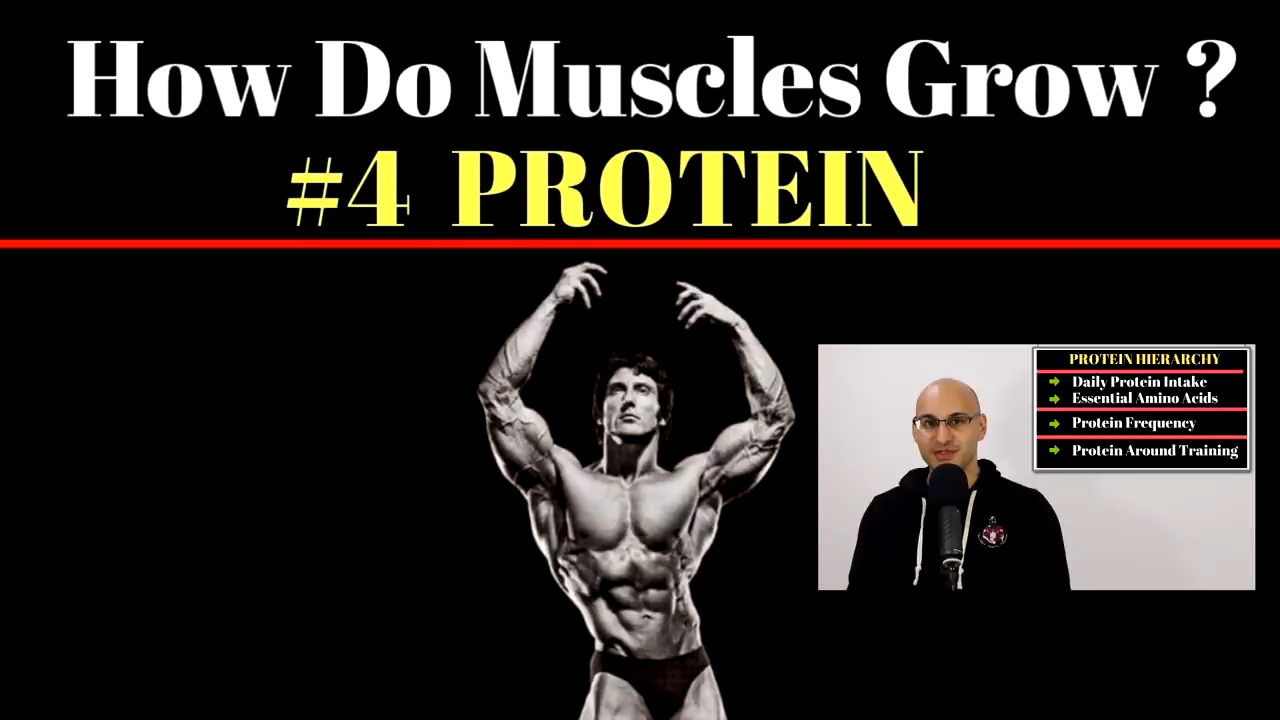 How Do Muscles Grow ?
#4 PROTEIN
PROTEIN HIERARCHY
Daily Protein Intake
Essential Amino Acids
Protein Frequency
Protein Around Training